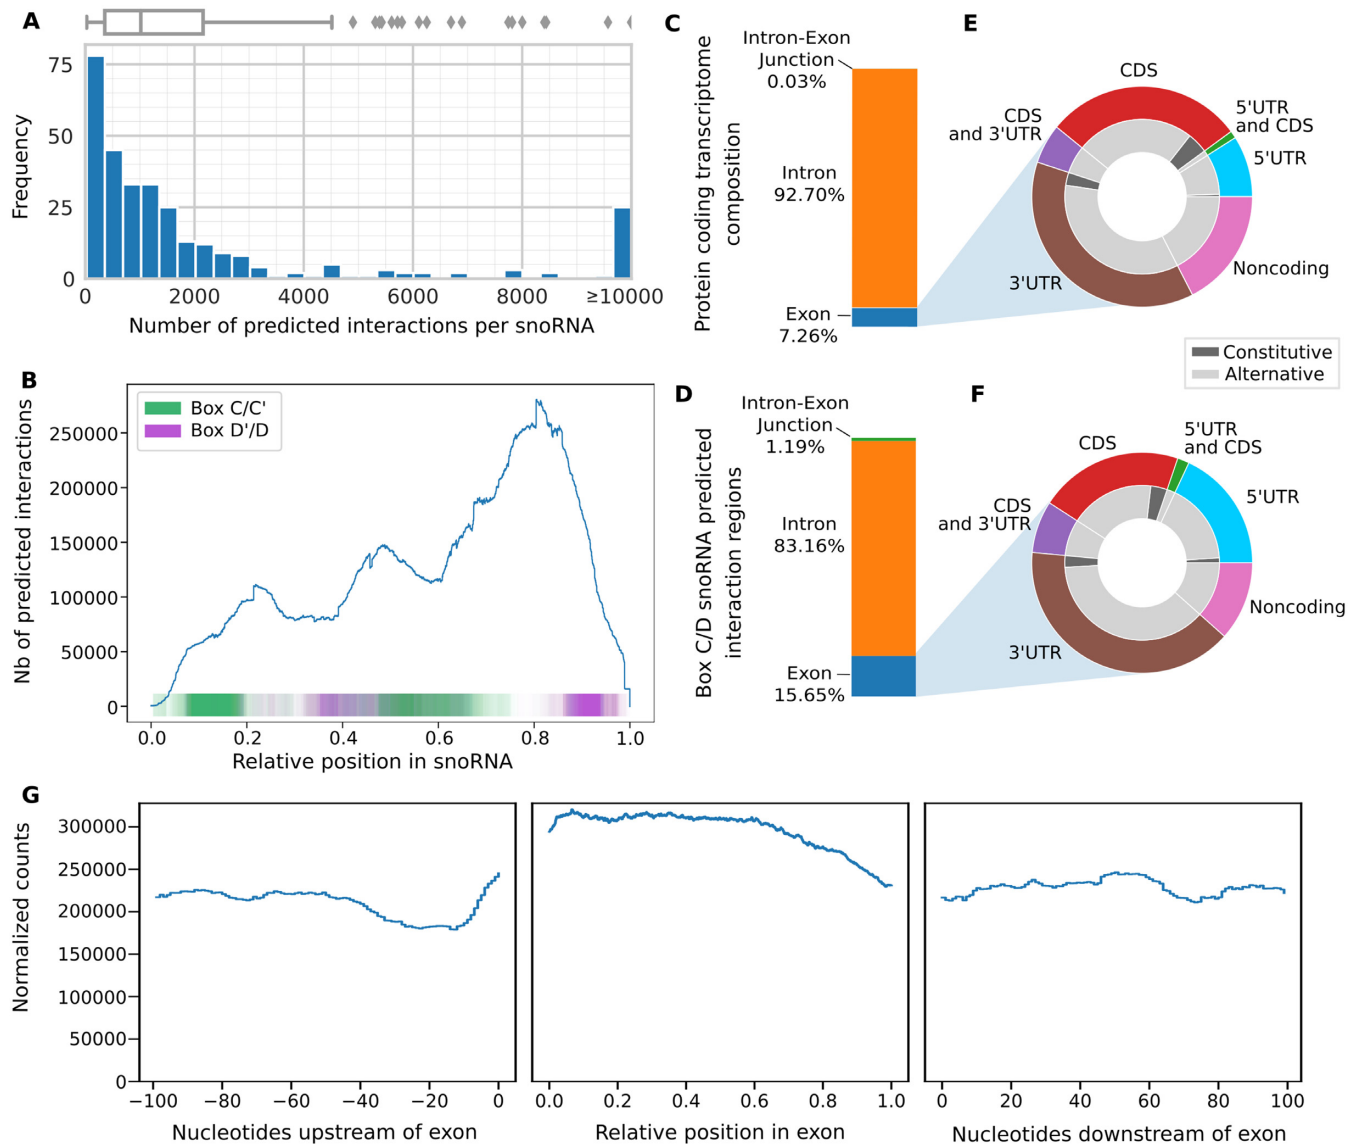 A
75
50
25
0
Frequency
0
2000
4000
6000
8000
≥10000
Number of predicted interactions per snoRNA
B
Box C/C'
Box D'/D
250000
200000
150000
100000
50000
0
Nb of predicted interactions
0.0
0.2
0.4
0.6
0.8
1.0
Relative position in snoRNA
C
Protein coding transcriptome
composition
Intron-Exon
Junction
0.03%
Intron
92.70%
Exon
7.26%
E
CDS
5'UTR
and CDS
5'UTR
CDS
and 3'UTR
3'UTR
Noncoding
Constitutive
Alternative
D
Box C/D snoRNA predicted
interaction regions
Intron-Exon
Junction
1.19%
Intron
83.16%
Exon
15.65%
F
CDS
5'UTR
and CDS
5'UTR
CDS
and 3'UTR
3'UTR
Noncoding
G
Normalized counts
300000
250000
200000
150000
100000
50000
0
−100
−80
−60
−40
−20
0
Nucleotides upstream of exon
0.0
0.2
0.4
0.6
0.8
1.0
Relative position in exon
0
20
40
60
80
100
Nucleotides downstream of exon